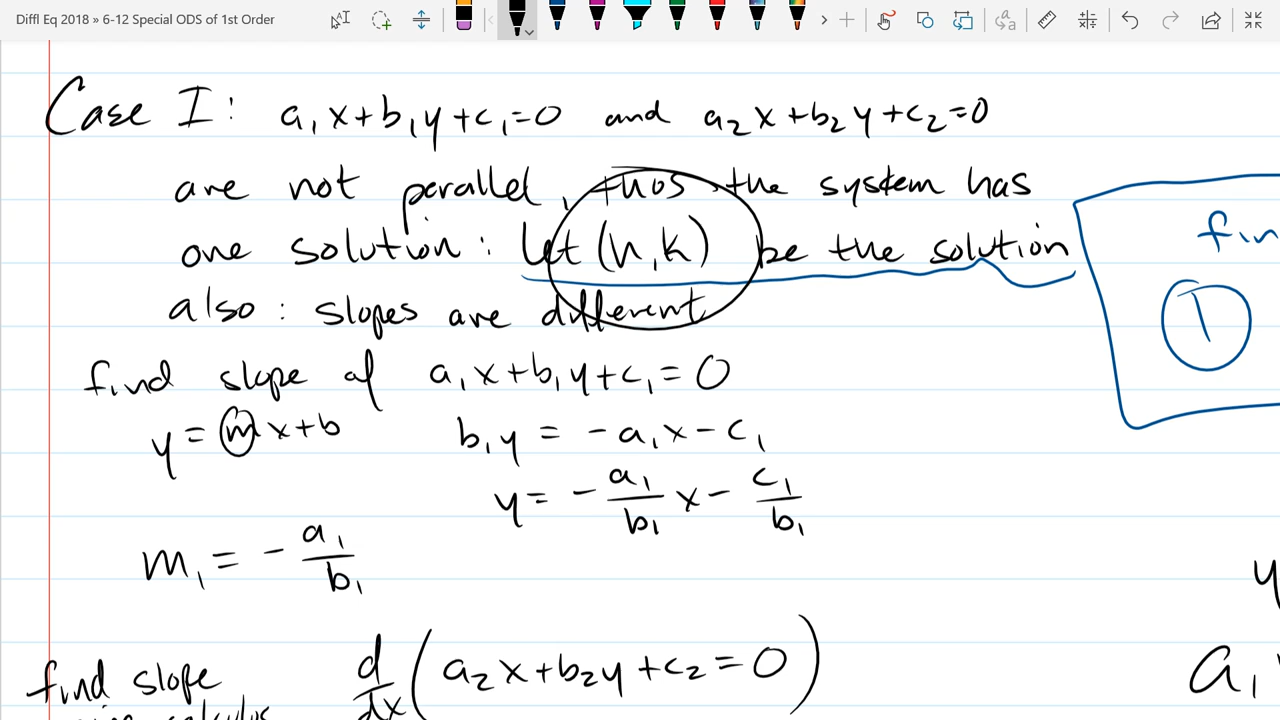 Diffl Eq 2018 » 6-12 Special ODS of 1st Order
Case I: a₁x+b₁y+c₁=0 and a₂x+b₂y+c₂=0
are not parallel, thus the system has
one solution: let (h,k) be the solution
also: slopes are different
fin
①
find slope of a₁x+b₁y+c₁=0
y=mx+b b₁y = -a₁x-c₁
y= -a₁/b₁ x- c₁/b₁
m₁= -a₁/b₁
y
find slope d/dx (a₂x+b₂y+c₂=0)
a₁